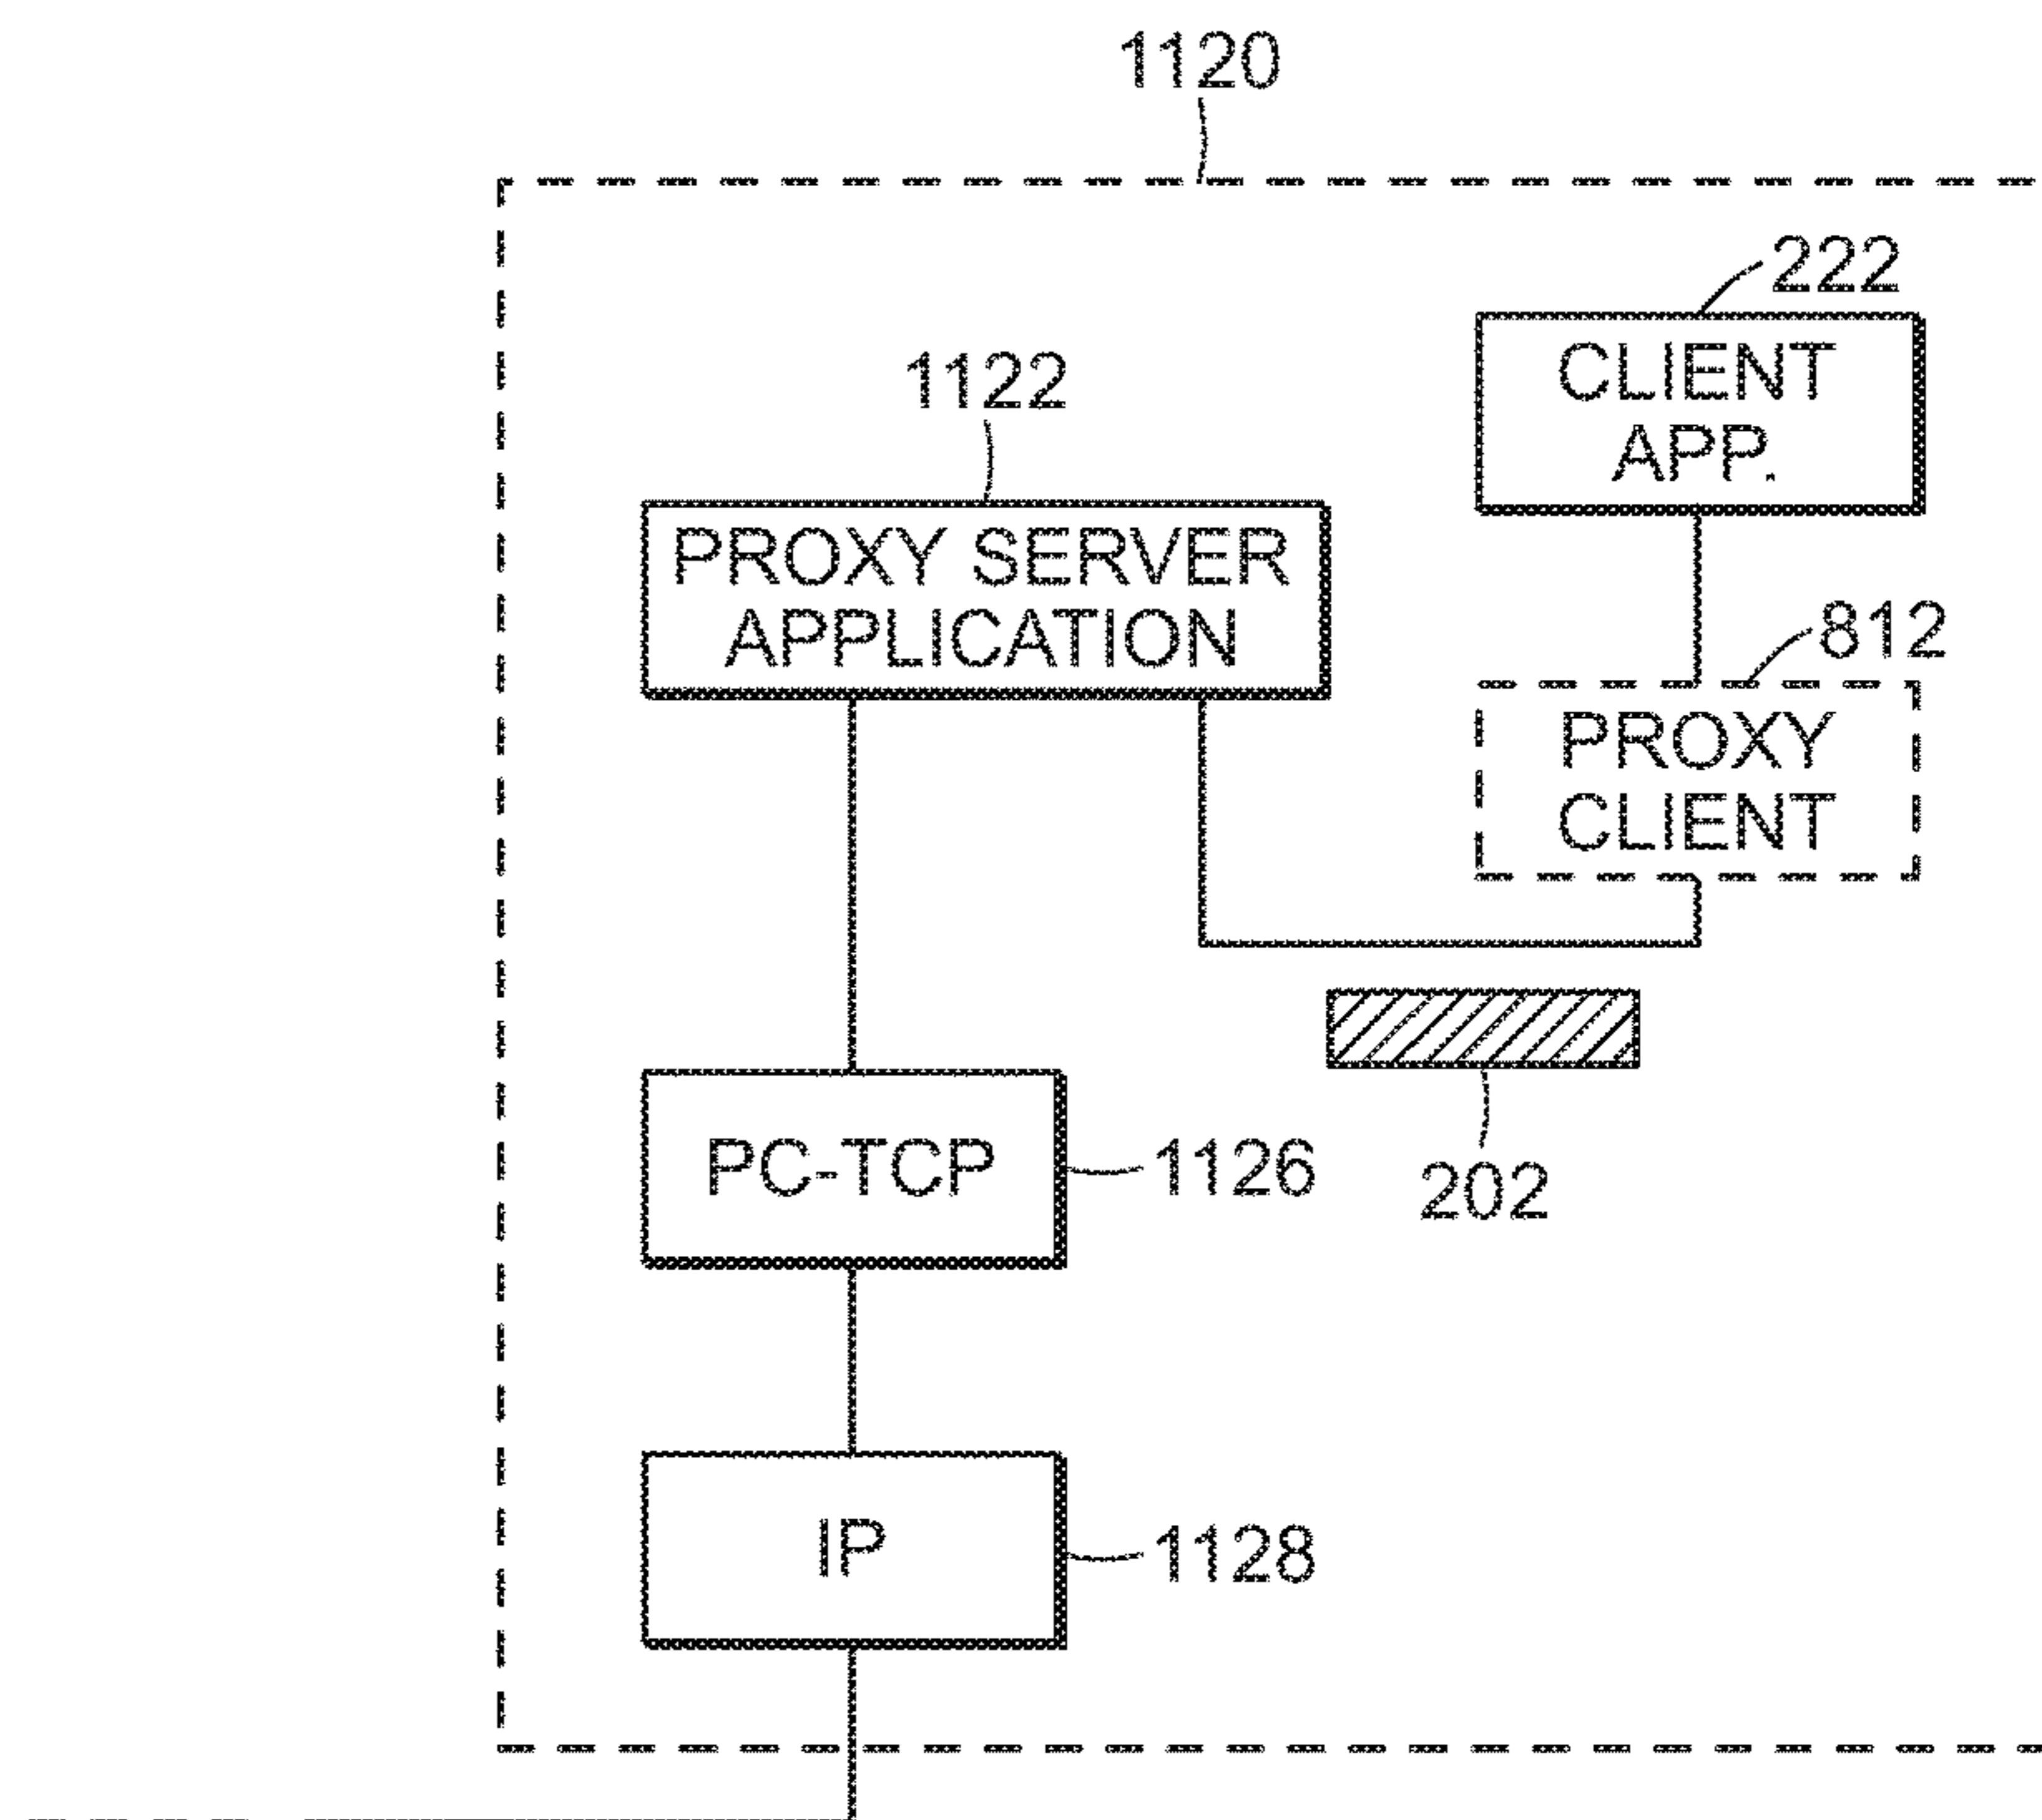 1120
222
CLIENT
APP.
1122
PROXY SERVER
APPLICATION
812
PROXY
CLIENT
PC-TCP
1126
202
IP
1128